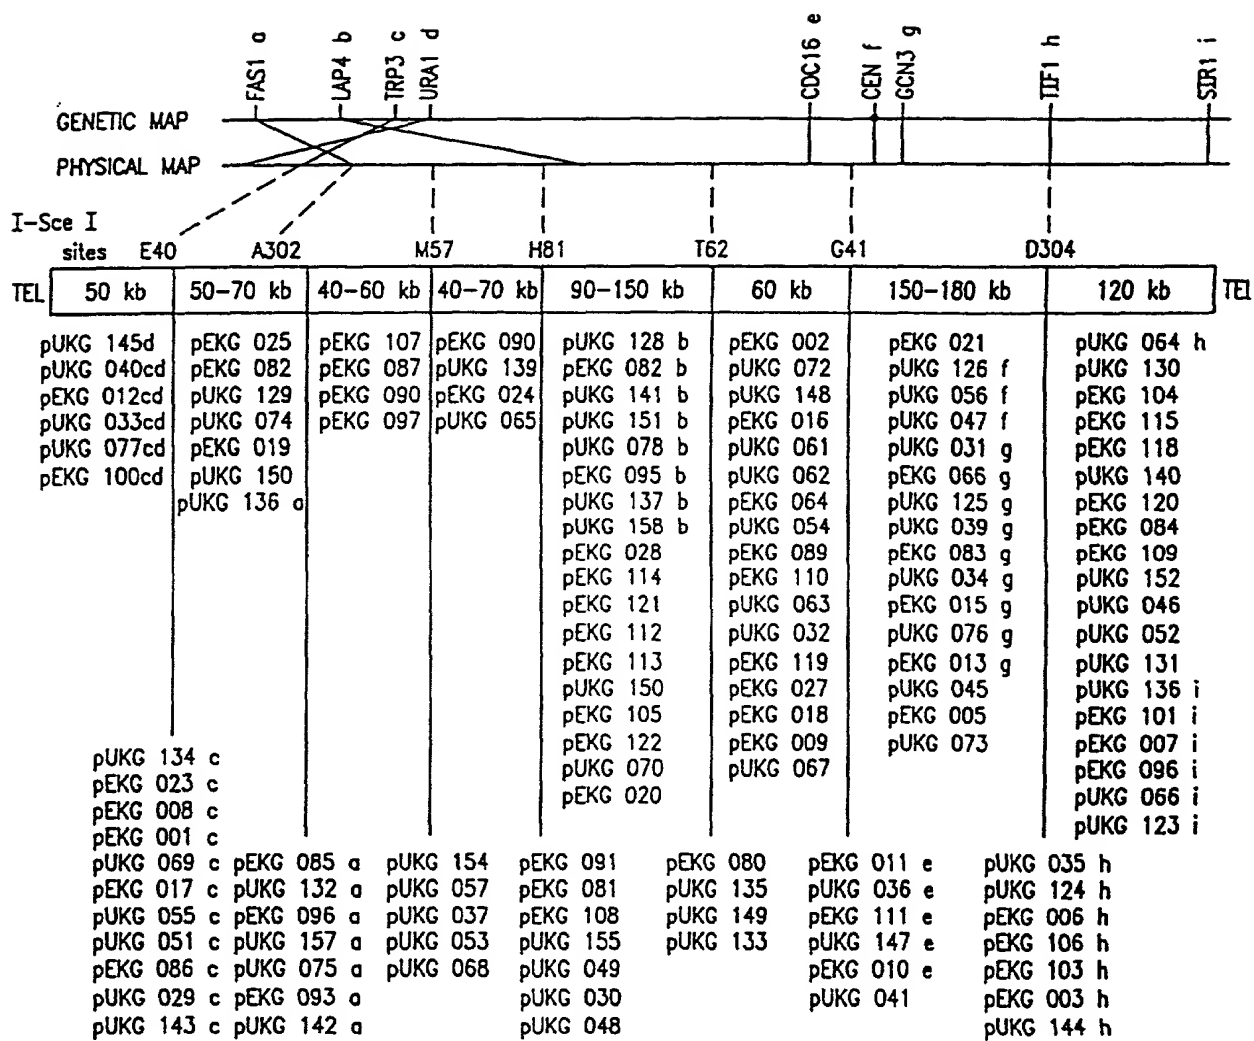 FAS1 a
LAP4 b
TRP3 c
URA1 d
CDC16 e
CEN f
GCN3 g
TIF1 h
SIR1 i
GENETIC MAP
PHYSICAL MAP
I-Sce I
sites E40 A302 M57 H81 T62 G41 D304
TEL 50 kb 50-70 kb 40-60 kb 40-70 kb 90-150 kb 60 kb 150-180 kb 120 kb TEL
pUKG 145d pEKG 025 pEKG 107 pEKG 090 pUKG 128 b pEKG 002 pEKG 021 pUKG 064 h
pUKG 040cd pEKG 082 pEKG 087 pUKG 139 pEKG 082 b pUKG 072 pUKG 126 f pUKG 130
pEKG 012cd pUKG 129 pEKG 090 pEKG 024 pUKG 141 b pUKG 148 pUKG 056 f pEKG 104
pUKG 033cd pUKG 074 pEKG 097 pUKG 065 pUKG 151 b pEKG 016 pUKG 047 f pEKG 115
pUKG 077cd pEKG 019 pUKG 078 b pUKG 061 pUKG 031 g pEKG 118
pEKG 100cd pUKG 150 pEKG 095 b pUKG 062 pEKG 066 g pUKG 140
pUKG 136 a pUKG 137 b pEKG 064 pUKG 125 g pEKG 120
pUKG 158 b pUKG 054 pUKG 039 g pEKG 084
pEKG 028 pEKG 089 pEKG 083 g pEKG 109
pEKG 114 pEKG 110 pUKG 034 g pUKG 152
pEKG 121 pUKG 063 pEKG 015 g pUKG 046
pEKG 112 pUKG 032 pUKG 076 g pUKG 052
pEKG 113 pEKG 119 pEKG 013 g pUKG 131
pUKG 150 pEKG 027 pUKG 045 pUKG 136 i
pEKG 105 pEKG 018 pEKG 005 pEKG 101 i
pUKG 134 c pEKG 122 pEKG 009 pUKG 073 pEKG 007 i
pEKG 023 c pUKG 070 pUKG 067 pEKG 096 i
pEKG 008 c pEKG 020 pUKG 066 i
pEKG 001 c pUKG 123 i
pUKG 069 c pEKG 085 a pUKG 154 pEKG 091 pEKG 080 pEKG 011 e pUKG 035 h
pEKG 017 c pUKG 132 a pUKG 057 pEKG 081 pUKG 135 pUKG 036 e pUKG 124 h
pUKG 055 c pEKG 096 a pUKG 037 pEKG 108 pUKG 149 pEKG 111 e pEKG 006 h
pUKG 051 c pUKG 157 a pUKG 053 pUKG 155 pUKG 133 pUKG 147 e pEKG 106 h
pEKG 086 c pUKG 075 a pUKG 068 pUKG 049 pEKG 010 e pEKG 103 h
pUKG 029 c pEKG 093 a pUKG 030 pUKG 041 pEKG 003 h
pUKG 143 c pUKG 142 a pUKG 048 pUKG 144 h